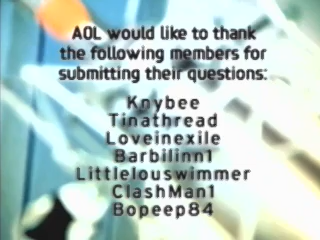 AOL would like to thank
the following members for
submitting their questions:
Knybee
Tinathread
Loveinexile
Barbilinn1
Littlelouswimmer
ClashMan1
Bopeep84